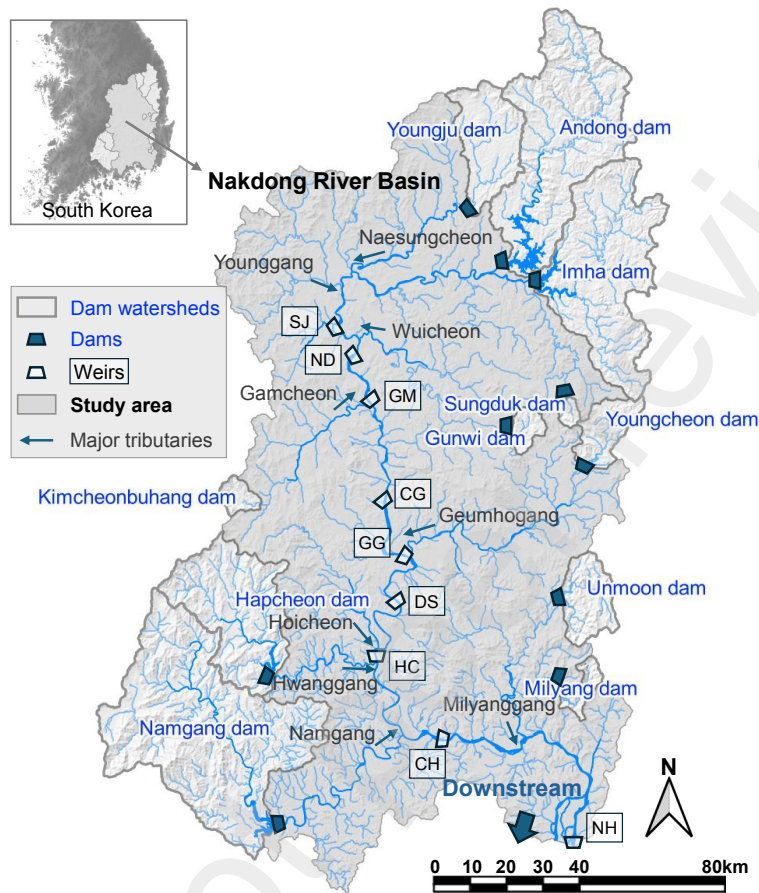 South Korea
Nakdong River Basin
Youngju dam
Andong dam
Naesungcheon
Younggang
Imha dam
Dam watersheds
Dams
Weirs
Study area
Major tributaries
SJ
Wuicheon
ND
Gamcheon
GM
Sungduk dam
Youngcheon dam
Gunwi dam
Kimcheonbuhang dam
CG
Geumhogang
GG
Unmoon dam
Hapcheon dam
DS
Hoicheon
HC
Hwanggang
Milyang dam
Namgang dam
Namgang
Milyanggang
CH
Downstream
N
NH
0 10 20 30 40 80km